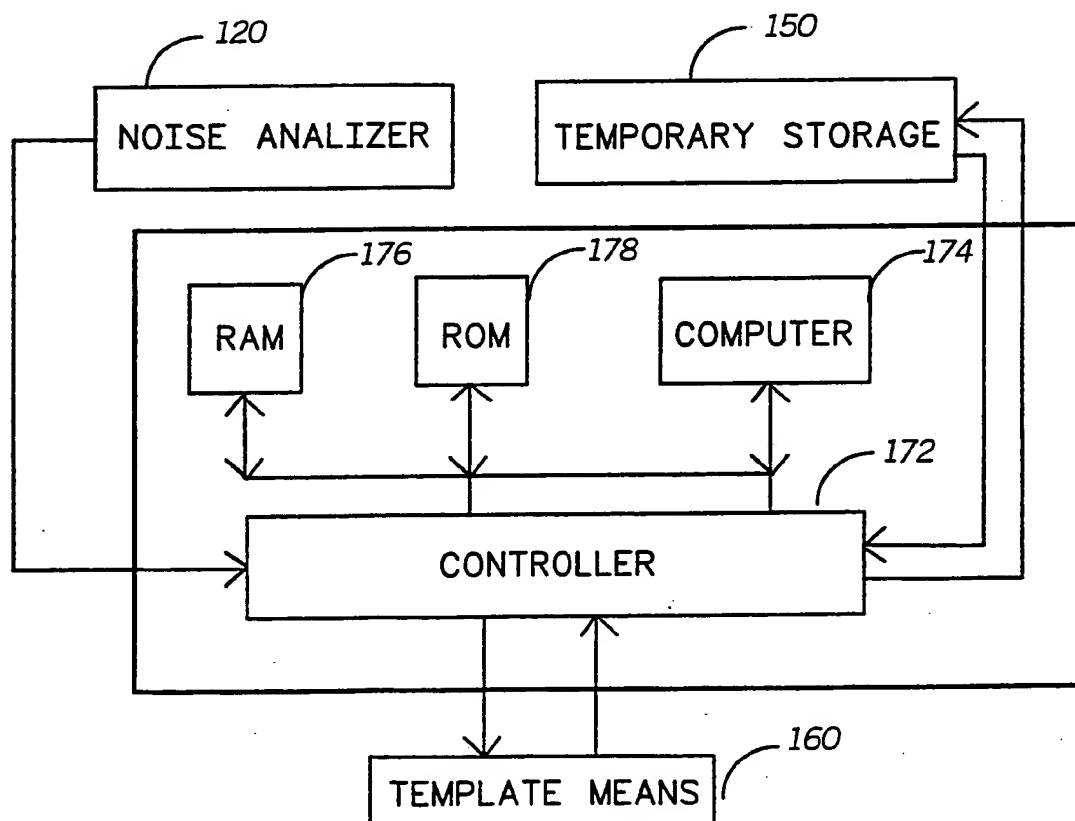 120
150
NOISE ANALIZER
TEMPORARY STORAGE
176
178
174
RAM
ROM
COMPUTER
172
CONTROLLER
160
TEMPLATE MEANS